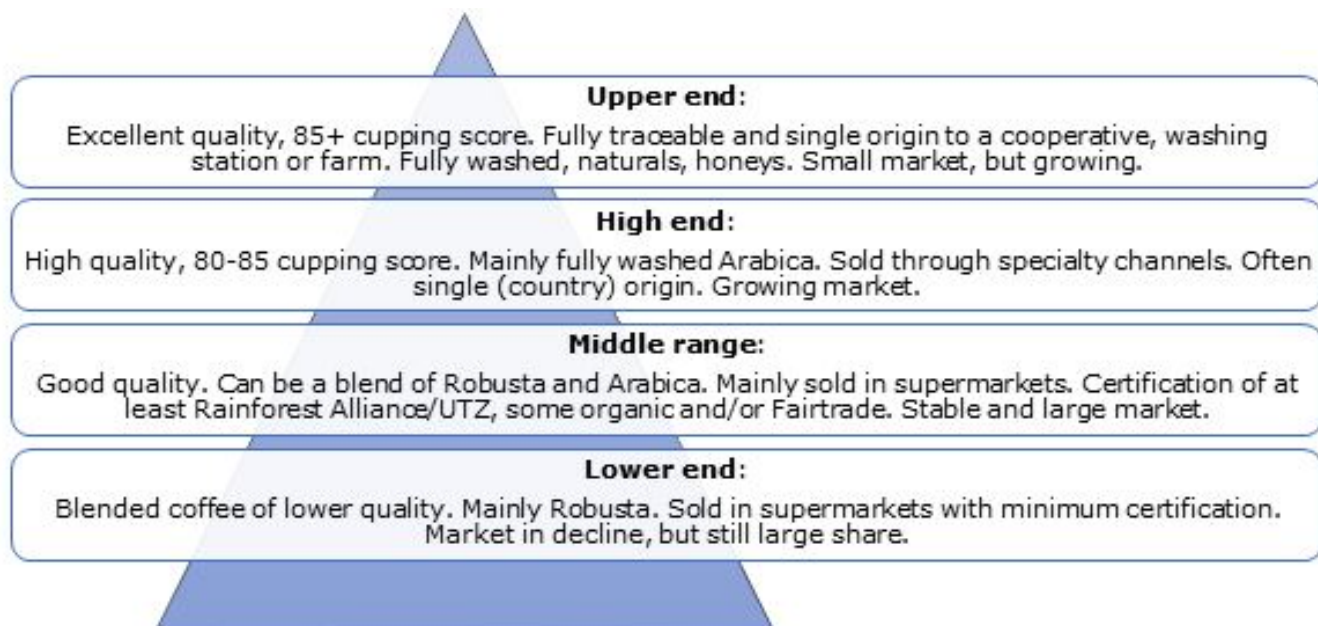 Upper end:
Excellent quality, 85+ cupping score. Fully traceable and single origin to a cooperative, washing
station or farm. Fully washed, naturals, honeys. Small market, but growing.
High end:
High quality, 80-85 cupping score. Mainly fully washed Arabica. Sold through specialty channels. Often
single (country) origin. Growing market.
Middle range:
Good quality. Can be a blend of Robusta and Arabica. Mainly sold in supermarkets. Certification of at
least Rainforest Alliance/UTZ, some organic and/or Fairtrade. Stable and large market.
Lower end:
Blended coffee of lower quality. Mainly Robusta. Sold in supermarkets with minimum certification.
Market in decline, but still large share.